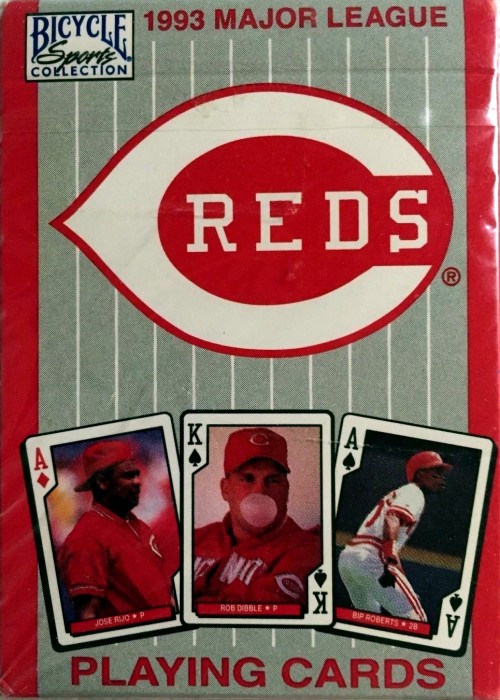 BICYCLE
Sports
COLLECTION®
1993 MAJOR LEAGUE
REDS
®
A
JOSE RIJO ★ P
K
ROB DIBBLE ★ P
K
A
BIP ROBERTS ★ 2B
A
PLAYING CARDS